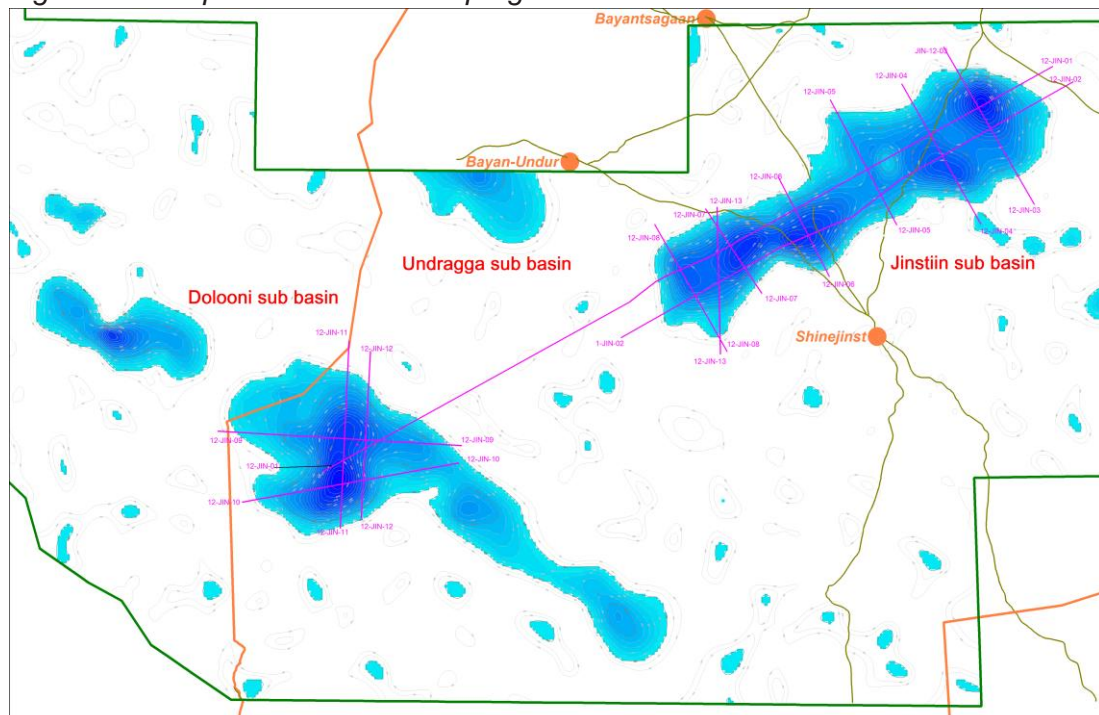 Bayantsagaan
JIN-12-03
12-JIN-01
12-JIN-02
12-JIN-04
12-JIN-05
Bayan-Undur
12-JIN-06
12-JIN-13
12-JIN-07
12-JIN-03
12-JIN-08
12-JIN-05
12-JIN-04
Undragga sub basin
Jinstiin sub basin
12-JIN-06
Dolooni sub basin
12-JIN-07
12-JIN-11
1-JIN-02
12-JIN-08
Shinejinst
12-JIN-12
12-JIN-13
12-JIN-09
12-JIN-09
12-JIN-10
12-JIN-10
12-JIN-11
12-JIN-12